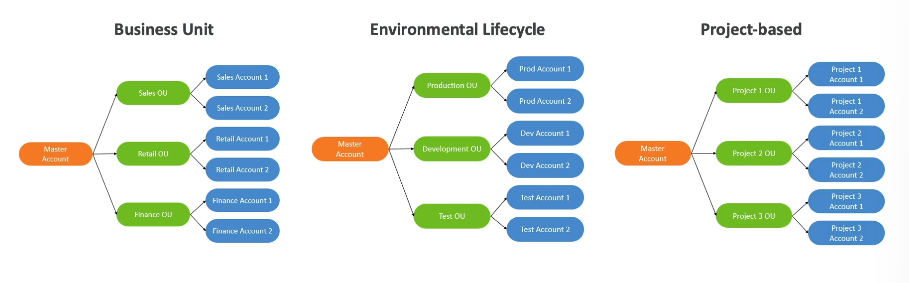 Business Unit
Sales Account 1
Sales OU
Sales Account 2
Master
Account
Retail Account 1
Retail OU
Retail Account 2
Finance Account 1
Finance OU
Finance Account 2
Environmental Lifecycle
Prod Account 1
Production OU
Prod Account 2
Master
Account
Dev Account 1
Development OU
Dev Account 2
Test Account 1
Test OU
Test Account 2
Project-based
Project 1
Account 1
Project 1 OU
Project 1
Account 2
Master
Account
Project 2
Account 1
Project 2 OU
Project 2
Account 2
Project 3
Account 1
Project 3 OU
Project 3
Account 2